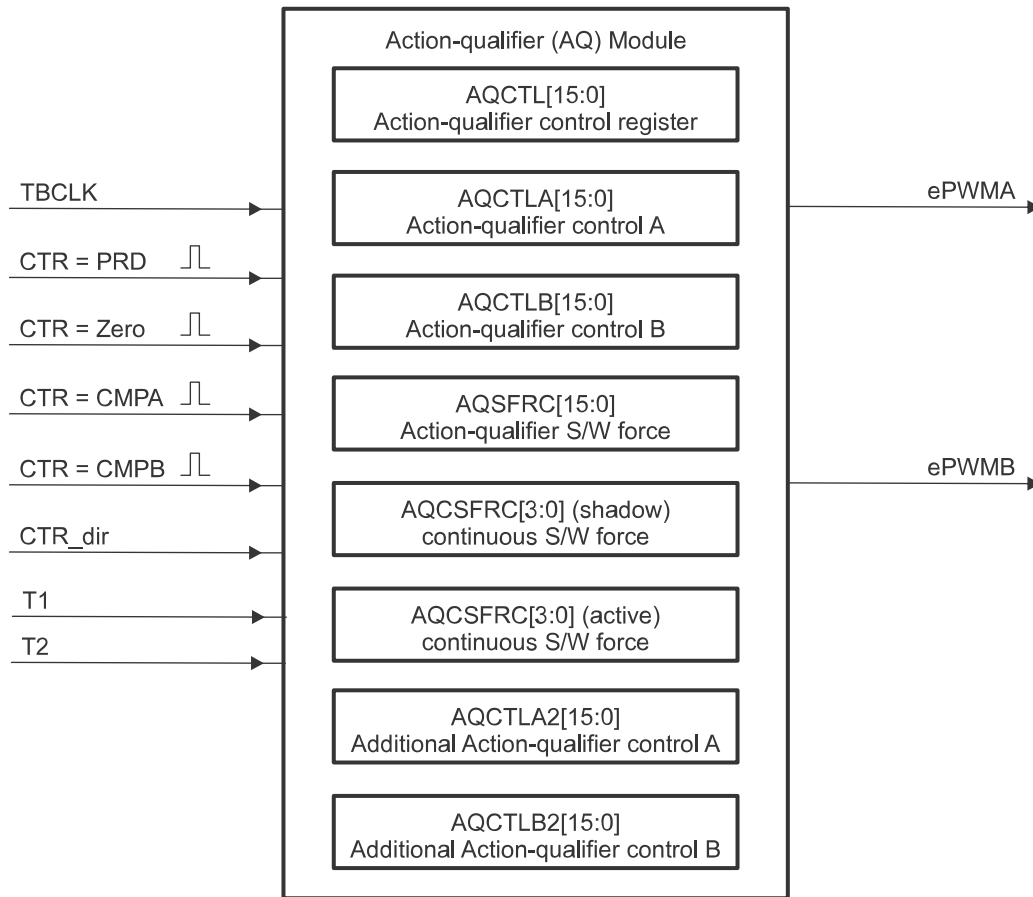 Action-qualifier (AQ) Module
AQCTL[15:0]
Action-qualifier control register
AQCTLA[15:0]
Action-qualifier control A
AQCTLB[15:0]
Action-qualifier control B
AQSFRC[15:0]
Action-qualifier S/W force
AQCSFRC[3:0] (shadow)
continuous S/W force
AQCSFRC[3:0] (active)
continuous S/W force
AQCTLA2[15:0]
Additional Action-qualifier control A
AQCTLB2[15:0]
Additional Action-qualifier control B
TBCLK
CTR = PRD
CTR = Zero
CTR = CMPA
CTR = CMPB
CTR_dir
T1
T2
ePWMA
ePWMB